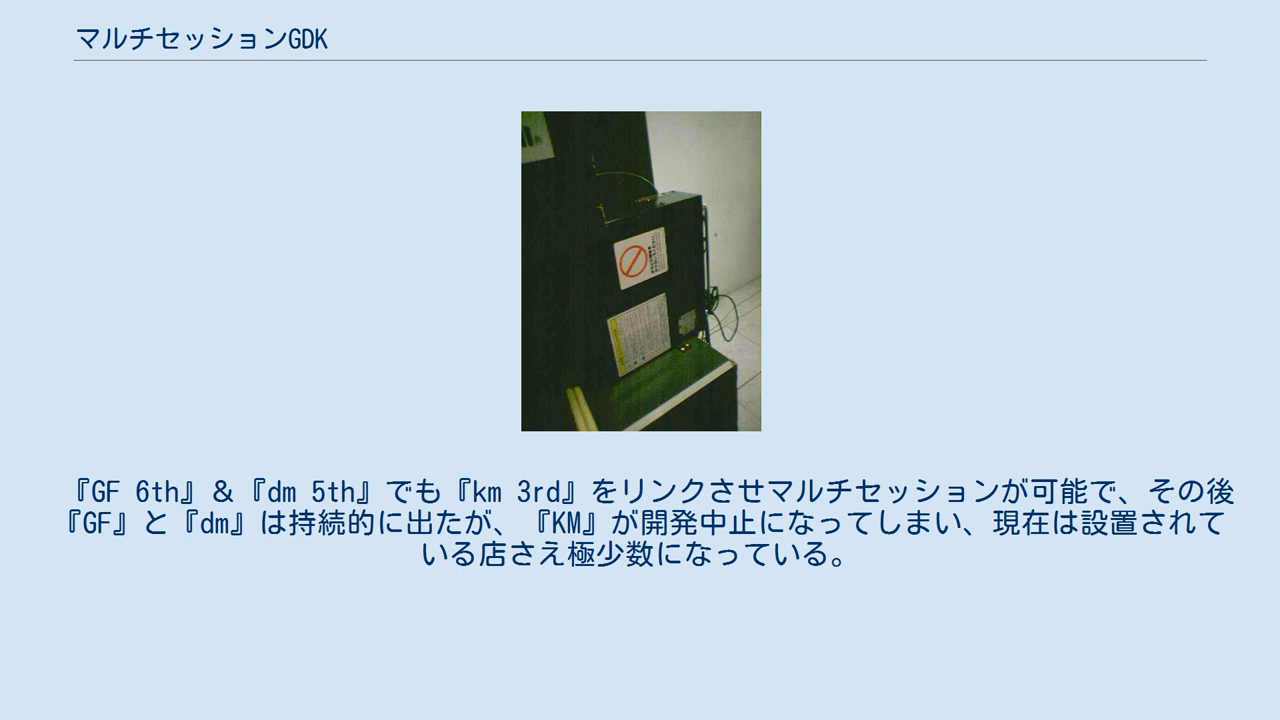 マルチセッションGDK
『GF 6th』＆『dm 5th』でも『km 3rd』をリンクさせマルチセッションが可能で、その後
『GF』と『dm』は持続的に出たが、『KM』が開発中止になってしまい、現在は設置されて
いる店さえ極少数になっている。